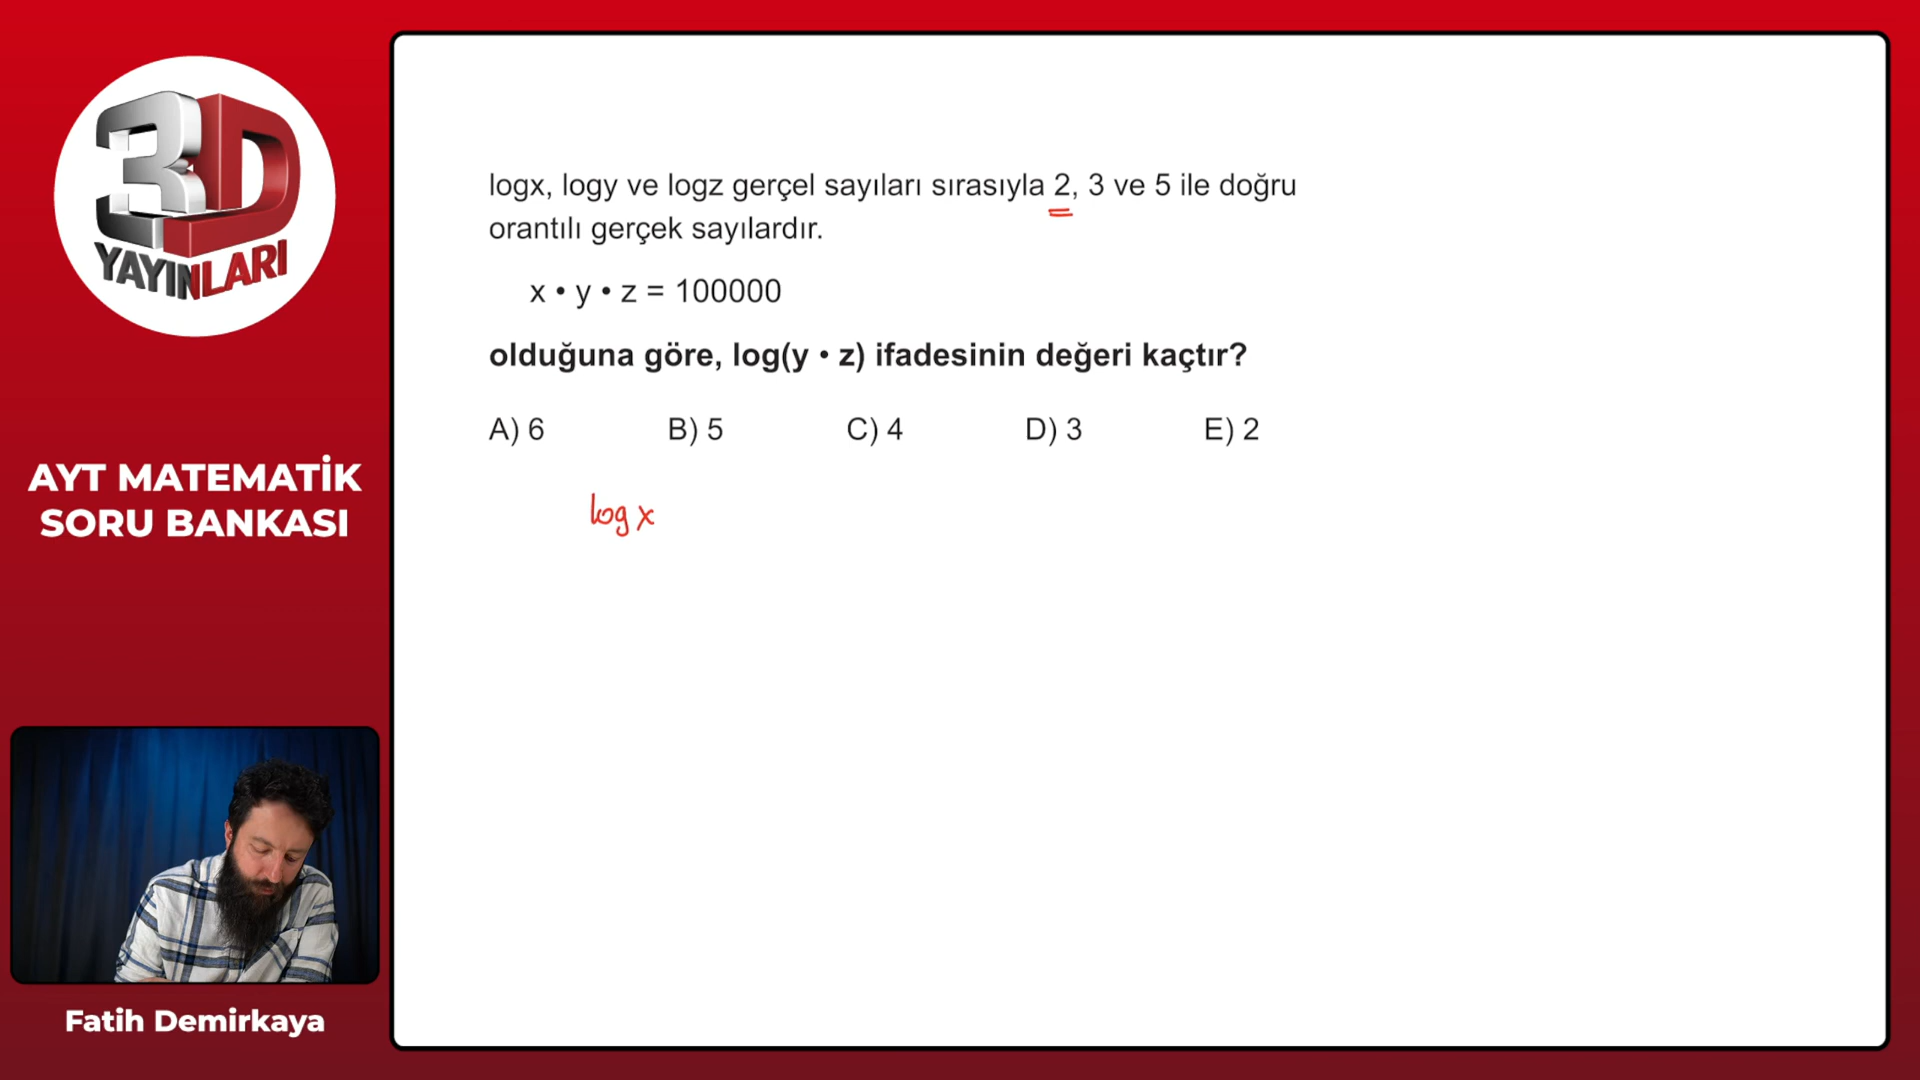 3D
YAYINLARI
AYT MATEMATİK
SORU BANKASI
Fatih Demirkaya
logx, logy ve logz gerçel sayıları sırasıyla 2, 3 ve 5 ile doğru
orantılı gerçek sayılardır.
x • y • z = 100000
olduğuna göre, log(y • z) ifadesinin değeri kaçtır?
A) 6 B) 5 C) 4 D) 3 E) 2
log x